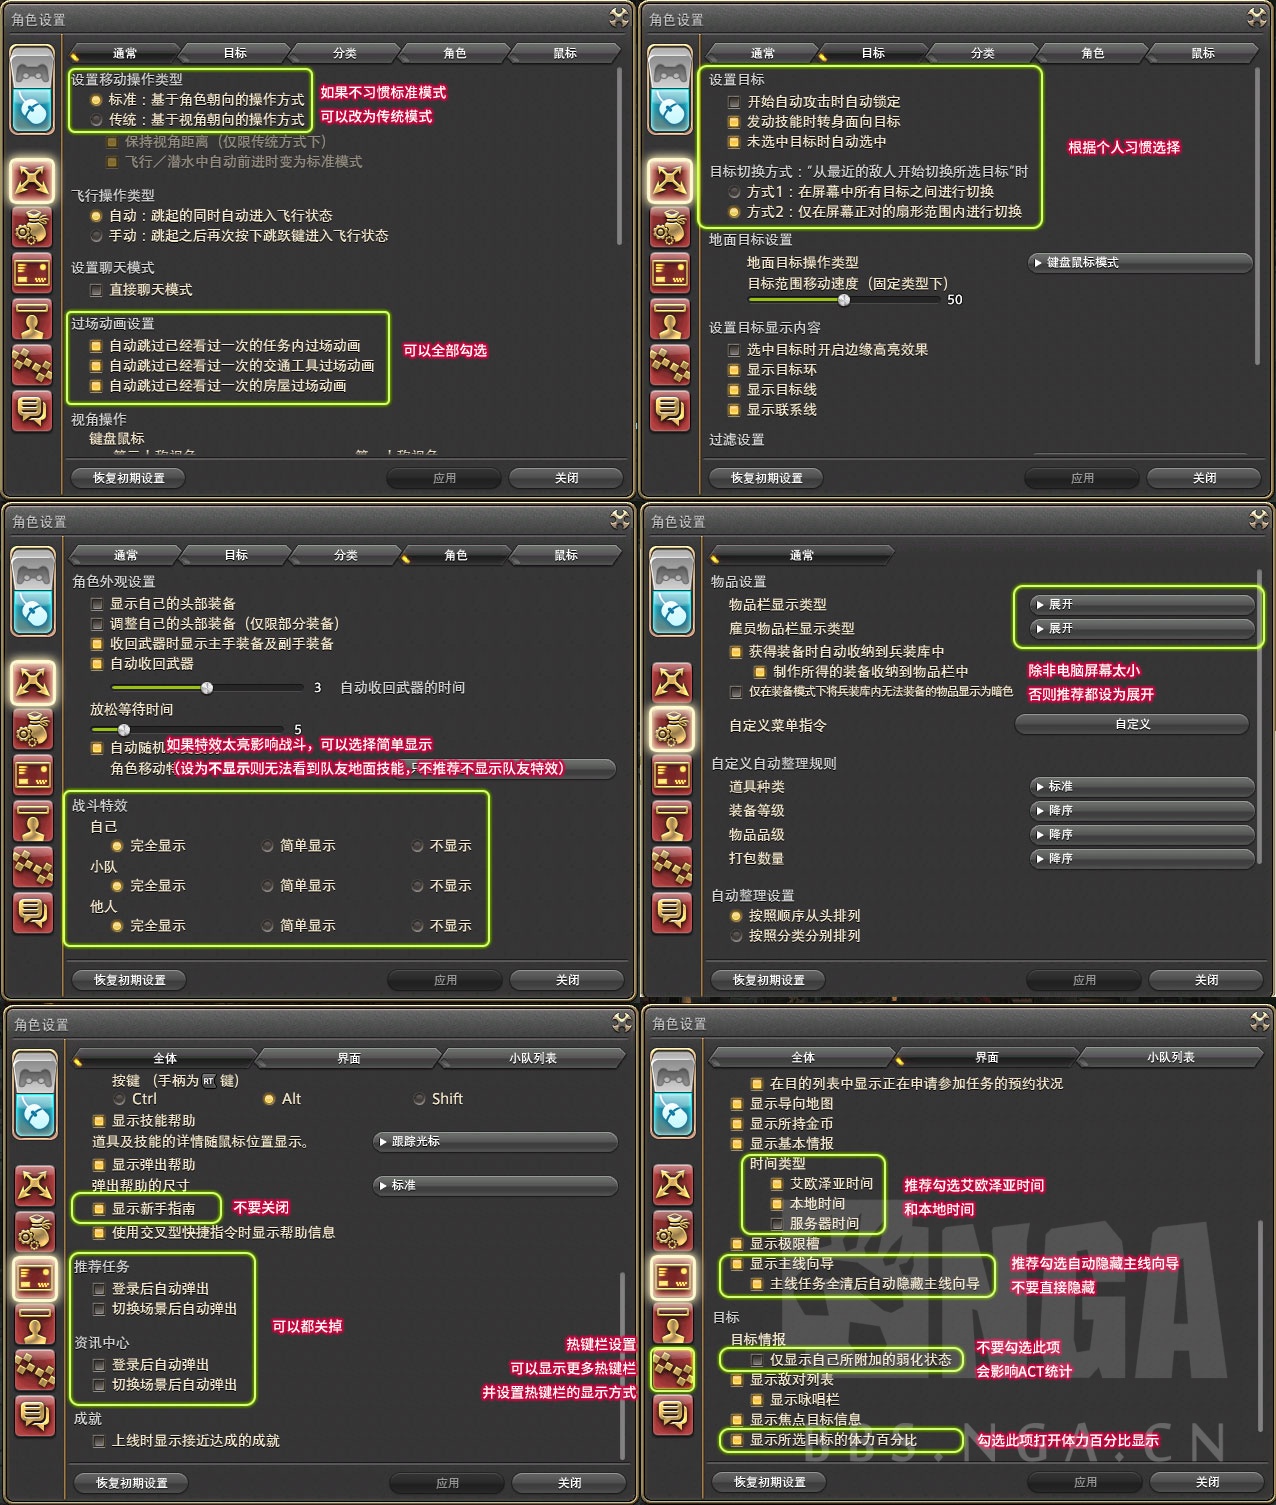 角色设置
通常 目标 分类 角色 鼠标
设置移动操作类型
标准：基于角色朝向的操作方式
传统：基于视角朝向的操作方式
如果不习惯标准模式
可以改为传统模式
保持视角距离（仅限传统方式下）
飞行／潜水中自动前进时变为标准模式
飞行操作类型
自动：跳起的同时自动进入飞行状态
手动：跳起之后再次按下跳跃键进入飞行状态
设置聊天模式
直接聊天模式
过场动画设置
自动跳过已经看过一次的任务内过场动画
自动跳过已经看过一次的交通工具过场动画
自动跳过已经看过一次的房屋过场动画
可以全部勾选
视角操作
键盘鼠标
恢复初期设置 应用 关闭
角色设置
通常 目标 分类 角色 鼠标
设置目标
开始自动攻击时自动锁定
发动技能时转身面向目标
未选中目标时自动选中
根据个人习惯选择
目标切换方式：“从最近的敌人开始切换所选目标”时
方式1：在屏幕中所有目标之间进行切换
方式2：仅在屏幕正对的扇形范围内进行切换
地面目标设置
地面目标操作类型 键盘鼠标模式
目标范围移动速度（固定类型下）
50
设置目标显示内容
选中目标时开启边缘高亮效果
显示目标环
显示目标线
显示联系线
过滤设置
恢复初期设置 应用 关闭
角色设置
通常 目标 分类 角色 鼠标
角色外观设置
显示自己的头部装备
调整自己的头部装备（仅限部分装备）
收回武器时显示主手装备及副手装备
自动收回武器
3 自动收回武器的时间
放松等待时间
5
自动随机
如果特效太亮影响战斗，可以选择简单显示
角色移动特
（设为不显示则无法看到队友地面技能，不推荐不显示队友特效）
战斗特效
自己
完全显示 简单显示 不显示
小队
完全显示 简单显示 不显示
他人
完全显示 简单显示 不显示
恢复初期设置 应用 关闭
角色设置
通常
物品设置
物品栏显示类型 展开
雇员物品栏显示类型 展开
获得装备时自动收纳到兵装库中
制作所得的装备收纳到物品栏中
仅在装备模式下将兵装库内无法装备的物品显示为暗色
除非电脑屏幕太小
否则推荐都设为展开
自定义菜单指令 自定义
自定义自动整理规则
道具种类 标准
装备等级 降序
物品品级 降序
打包数量 降序
自动整理设置
按照顺序从头排列
按照分类分别排列
恢复初期设置 应用 关闭
角色设置
全体 界面 小队列表
按键 （手柄为RT键）
Ctrl Alt Shift
显示技能帮助
道具及技能的详情随鼠标位置显示。 跟踪光标
显示弹出帮助
弹出帮助的尺寸 标准
显示新手指南
不要关闭
使用交叉型快捷指令时显示帮助信息
推荐任务
登录后自动弹出
切换场景后自动弹出
可以都关掉
资讯中心
登录后自动弹出
切换场景后自动弹出
热键栏设置
可以显示更多热键栏
并设置热键栏的显示方式
成就
上线时显示接近达成的成就
恢复初期设置 应用 关闭
角色设置
全体 界面 小队列表
在目的列表中显示正在申请参加任务的预约状况
显示导向地图
显示所持金币
显示基本情报
时间类型
艾欧泽亚时间
本地时间
服务器时间
推荐勾选艾欧泽亚时间
和本地时间
显示极限槽
显示主线向导
主线任务全清后自动隐藏主线向导
推荐勾选自动隐藏主线向导
不要直接隐藏
目标
目标情报
仅显示自己所附加的弱化状态
不要勾选此项
会影响ACT统计
显示敌对列表
显示咏唱栏
显示焦点目标信息
显示所选目标的体力百分比
勾选此项打开体力百分比显示
恢复初期设置 应用 关闭
NGA
BBS.NGA.CN